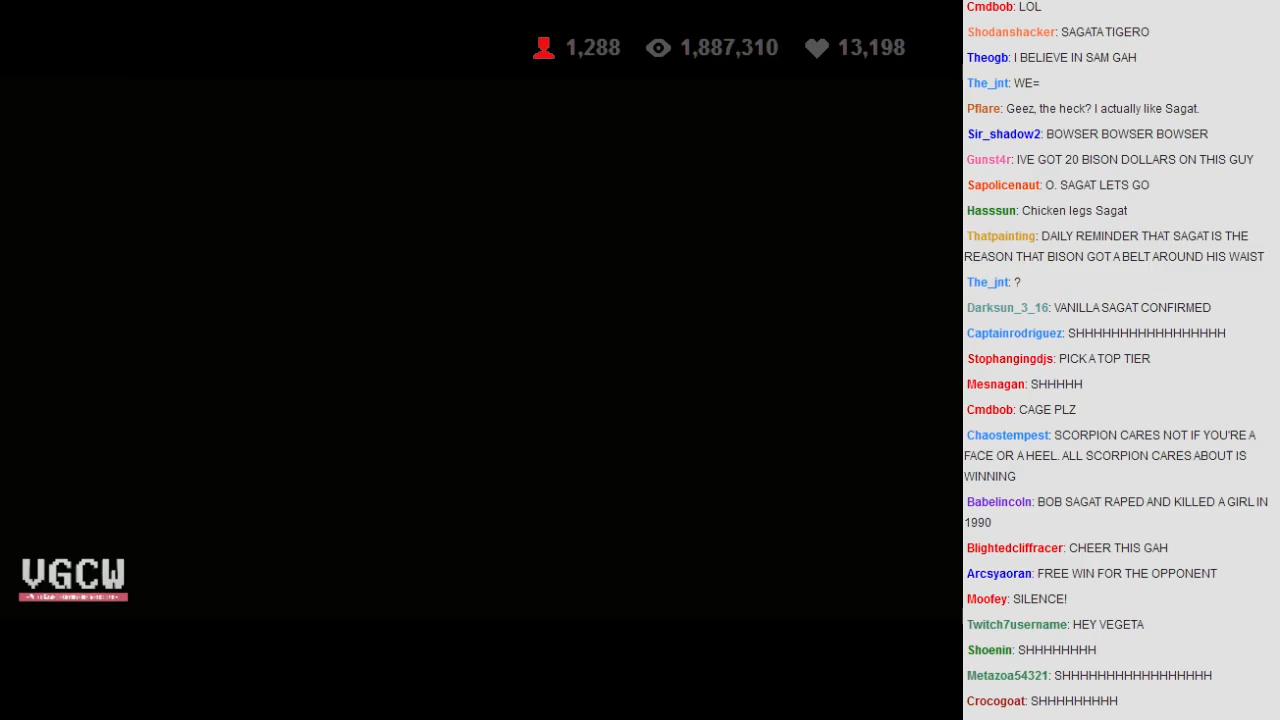 1,288 1,887,310 13,198
VGCW
Cmdbob: LOL
Shodanshacker: SAGATA TIGERO
Theogb: I BELIEVE IN SAM GAH
The_jnt: WE=
Pflare: Geez, the heck? I actually like Sagat.
Sir_shadow2: BOWSER BOWSER BOWSER
Gunst4r: IVE GOT 20 BISON DOLLARS ON THIS GUY
Sapolicenaut: O. SAGAT LETS GO
Hasssun: Chicken legs Sagat
Thatpainting: DAILY REMINDER THAT SAGAT IS THE
REASON THAT BISON GOT A BELT AROUND HIS WAIST
The_jnt: ?
Darksun_3_16: VANILLA SAGAT CONFIRMED
Captainrodriguez: SHHHHHHHHHHHHHHHHHH
Stophangingdjs: PICK A TOP TIER
Mesnagan: SHHHHH
Cmdbob: CAGE PLZ
Chaostempest: SCORPION CARES NOT IF YOU'RE A
FACE OR A HEEL. ALL SCORPION CARES ABOUT IS
WINNING
Babelincoln: BOB SAGAT RAPED AND KILLED A GIRL IN
1990
Blightedcliffracer: CHEER THIS GAH
Arcsyaoran: FREE WIN FOR THE OPPONENT
Moofey: SILENCE!
Twitch7username: HEY VEGETA
Shoenin: SHHHHHHHH
Metazoa54321: SHHHHHHHHHHHHHHHHHH
Crocogoat: SHHHHHHHHHH